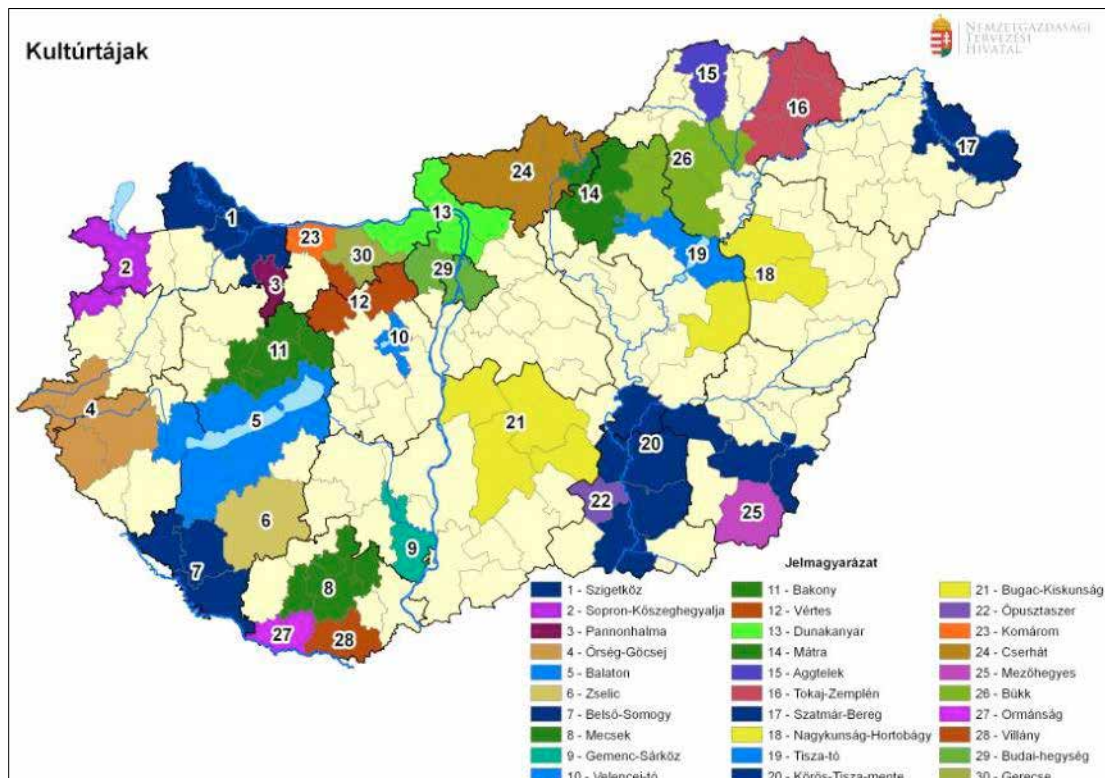 Kultúrtájak
NEMZETGAZDASÁGI
TERVEZÉSI
HIVATAL
15
16
17
24
26
14
13
1
23
30
2
3
29
19
18
12
10
11
4
5
21
20
6
22
25
9
7
8
27
28
Jelmagyarázat
1 - Szigetköz
2 - Sopron-Kőszeghegyalja
3 - Pannonhalma
4 - Őrség-Göcsej
5 - Balaton
6 - Zselic
7 - Belső-Somogy
8 - Mecsek
9 - Gemenc-Sárköz
10 - Velencei-tó
11 - Bakony
12 - Vértes
13 - Dunakanyar
14 - Mátra
15 - Aggtelek
16 - Tokaj-Zemplén
17 - Szatmár-Bereg
18 - Nagykunság-Hortobágy
19 - Tisza-tó
20 - Körös-Tisza-mente
21 - Bugac-Kiskunság
22 - Ópusztaszer
23 - Komárom
24 - Cserhát
25 - Mezőhegyes
26 - Bükk
27 - Ormánság
28 - Villány
29 - Budai-hegység
30 - Gerecse